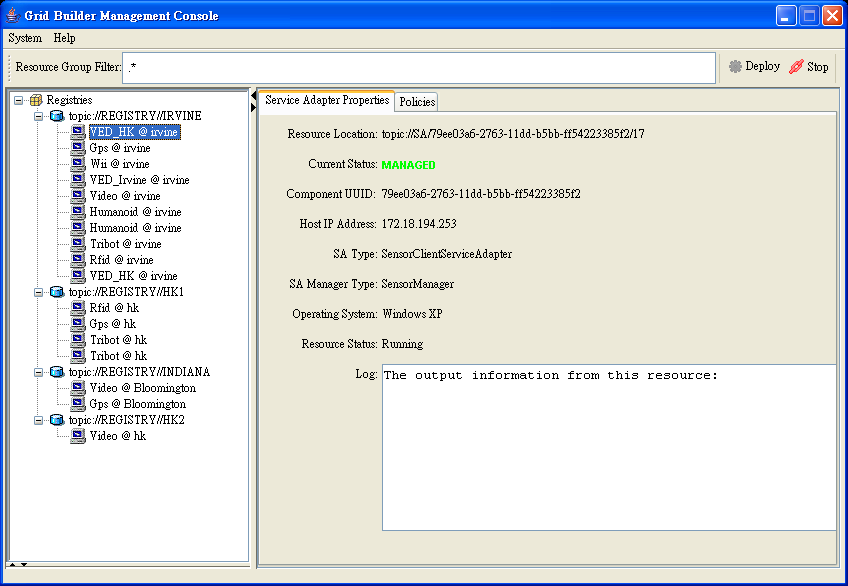 Grid Builder Management Console
System Help
Resource Group Filter: .* Deploy Stop
Registries
topic://REGISTRY//IRVINE
VED_HK @ irvine
Gps @ irvine
Wii @ irvine
VED_Irvine @ irvine
Video @ irvine
Humanoid @ irvine
Humanoid @ irvine
Tribot @ irvine
Rfid @ irvine
VED_HK @ irvine
topic://REGISTRY//HK1
Rfid @ hk
Gps @ hk
Tribot @ hk
Tribot @ hk
topic://REGISTRY//INDIANA
Video @ Bloomington
Gps @ Bloomington
topic://REGISTRY//HK2
Video @ hk
Service Adapter Properties Policies
Resource Location: topic://SA/79ee03a6-2763-11dd-b5bb-ff54223385f2/17
Current Status: MANAGED
Component UUID: 79ee03a6-2763-11dd-b5bb-ff54223385f2
Host IP Address: 172.18.194.253
SA Type: SensorClientServiceAdapter
SA Manager Type: SensorManager
Operating System: Windows XP
Resource Status: Running
Log: The output information from this resource: